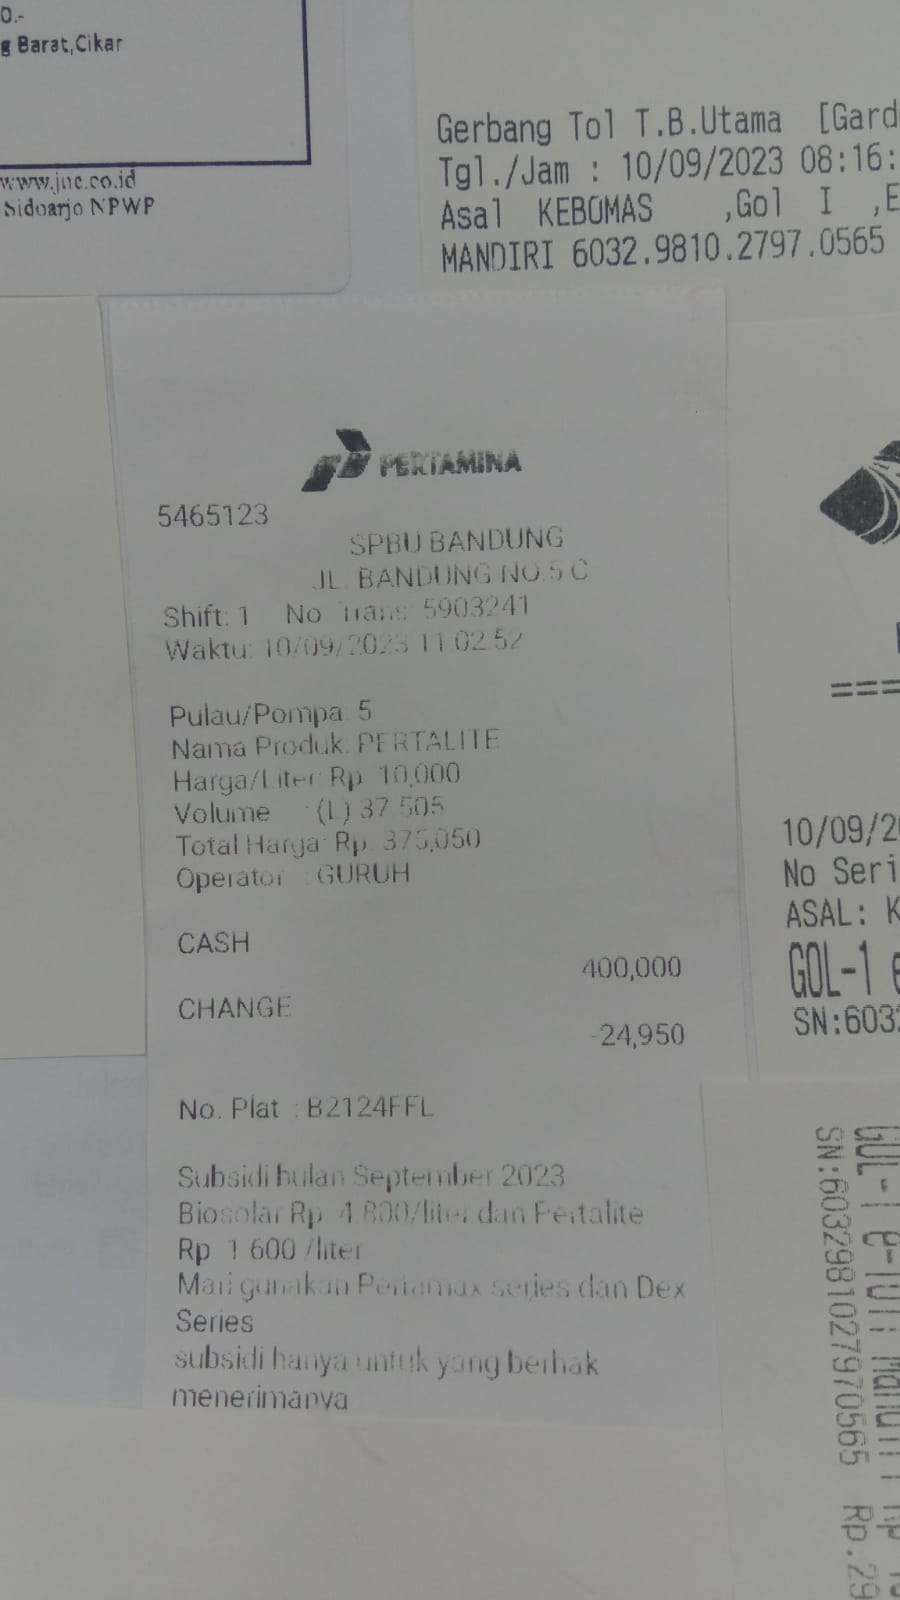 0.-
g Barat,Cikar
www.jne.co.id
Sidoarjo NPWP
Gerbang Tol T.B.Utama [Gard
Tgl./Jam : 10/09/2023 08:16:
Asal KEBOMAS ,Gol I ,E
MANDIRI 6032.9810.2797.0565
PERTAMINA
5465123
SPBU BANDUNG
JL. BANDUNG NO.5 C
Shift: 1 No. Trans: 5903241
Waktu: 10/09/2023 11:02:52
Pulau/Pompa: 5
Nama Produk: PERTALITE
Harga/Liter: Rp. 10,000
Volume : (L) 37.505
Total Harga: Rp. 375,050
Operator : GURUH
CASH
400,000
CHANGE
-24,950
No. Plat : B2124FFL
Subsidi bulan September 2023
Biosolar Rp. 4.800/liter dan Pertalite
Rp. 1.600 /liter
Mari gunakan Pertamax series dan Dex
Series
subsidi hanya untuk yang berhak
menerimanya
===
10/09/20
No Seri
ASAL: K
GOL-1 e
SN:6032
GOL-1 e-Toll Mandiri Rp
SN:6032981027970565 Rp.29